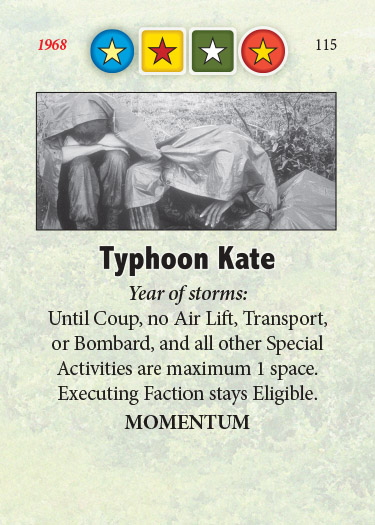 1968 115
Typhoon Kate
Year of storms:
Until Coup, no Air Lift, Transport,
or Bombard, and all other Special
Activities are maximum 1 space.
Executing Faction stays Eligible.
MOMENTUM